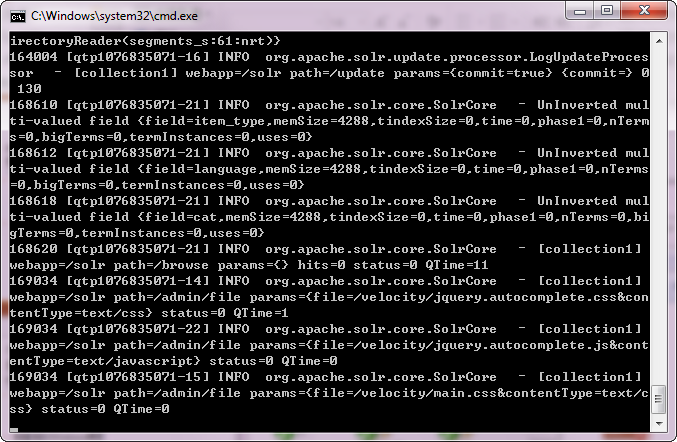 C:\Windows\system32\cmd.exe
irectoryReader(segments_s:61:nrt)}
164004 [qtp1076835071-16] INFO  org.apache.solr.update.processor.LogUpdateProces
sor  - [collection1] webapp=/solr path=/update params={commit=true} {commit=} 0
 130
168610 [qtp1076835071-21] INFO  org.apache.solr.core.SolrCore  - UnInverted mul
ti-valued field {field=item_type,memSize=4288,tindexSize=0,time=0,phase1=0,nTerm
s=0,bigTerms=0,termInstances=0,uses=0}
168612 [qtp1076835071-21] INFO  org.apache.solr.core.SolrCore  - UnInverted mul
ti-valued field {field=language,memSize=4288,tindexSize=0,time=0,phase1=0,nTerms
=0,bigTerms=0,termInstances=0,uses=0}
168618 [qtp1076835071-21] INFO  org.apache.solr.core.SolrCore  - UnInverted mul
ti-valued field {field=cat,memSize=4288,tindexSize=0,time=0,phase1=0,nTerms=0,bi
gTerms=0,termInstances=0,uses=0}
168620 [qtp1076835071-21] INFO  org.apache.solr.core.SolrCore  - [collection1]
webapp=/solr path=/browse params={} hits=0 status=0 QTime=11
169034 [qtp1076835071-14] INFO  org.apache.solr.core.SolrCore  - [collection1]
webapp=/solr path=/admin/file params={file=/velocity/jquery.autocomplete.css&con
tentType=text/css} status=0 QTime=1
169034 [qtp1076835071-22] INFO  org.apache.solr.core.SolrCore  - [collection1]
webapp=/solr path=/admin/file params={file=/velocity/jquery.autocomplete.js&cont
entType=text/javascript} status=0 QTime=0
169034 [qtp1076835071-15] INFO  org.apache.solr.core.SolrCore  - [collection1]
webapp=/solr path=/admin/file params={file=/velocity/main.css&contentType=text/c
ss} status=0 QTime=0